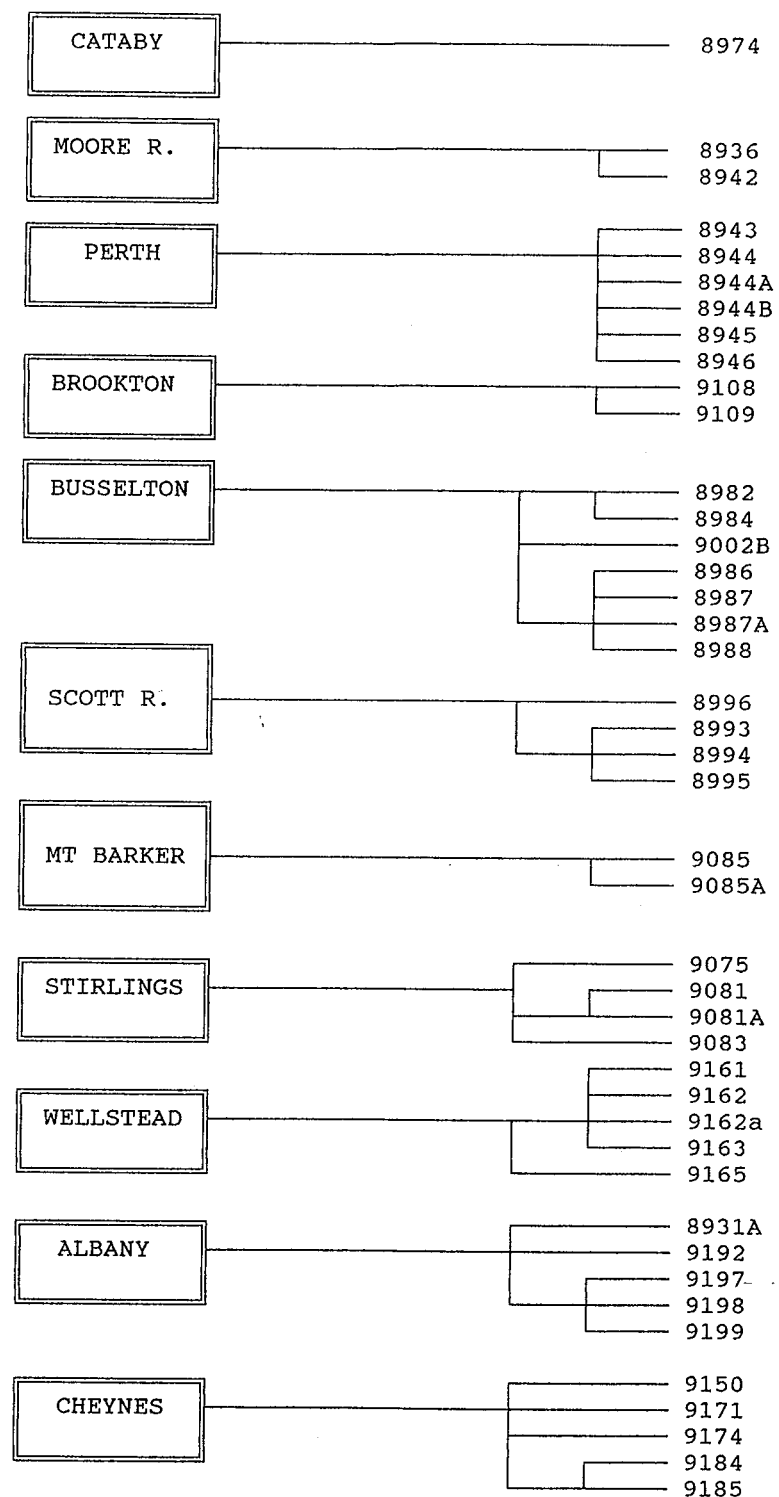 CATABY
8974
MOORE R.
8936
8942
PERTH
8943
8944
8944A
8944B
8945
8946
BROOKTON
9108
9109
BUSSELTON
8982
8984
9002B
8986
8987
8987A
8988
SCOTT R.
8996
8993
8994
8995
MT BARKER
9085
9085A
STIRLINGS
9075
9081
9081A
9083
WELLSTEAD
9161
9162
9162a
9163
9165
ALBANY
8931A
9192
9197
9198
9199
CHEYNES
9150
9171
9174
9184
9185